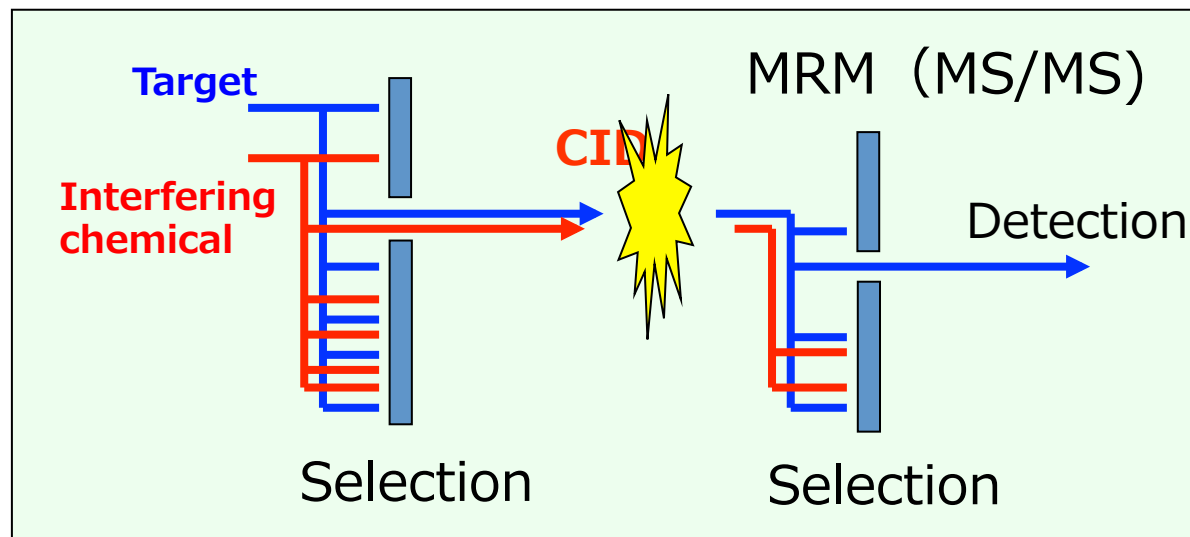 MRM（MS/MS)
Target
CID
Interfering
chemical
Detection
Selection
Selection